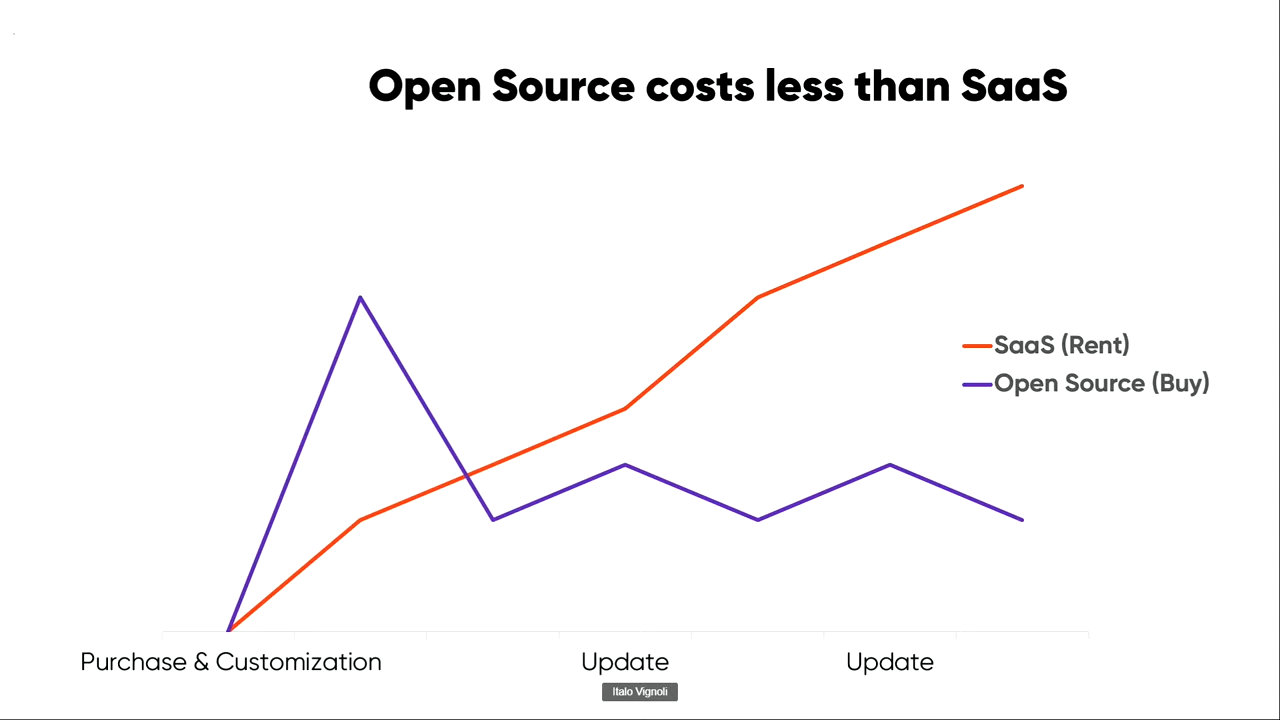 Open Source costs less than SaaS
SaaS (Rent)
Open Source (Buy)
Purchase & Customization
Update
Update
Italo Vignoli